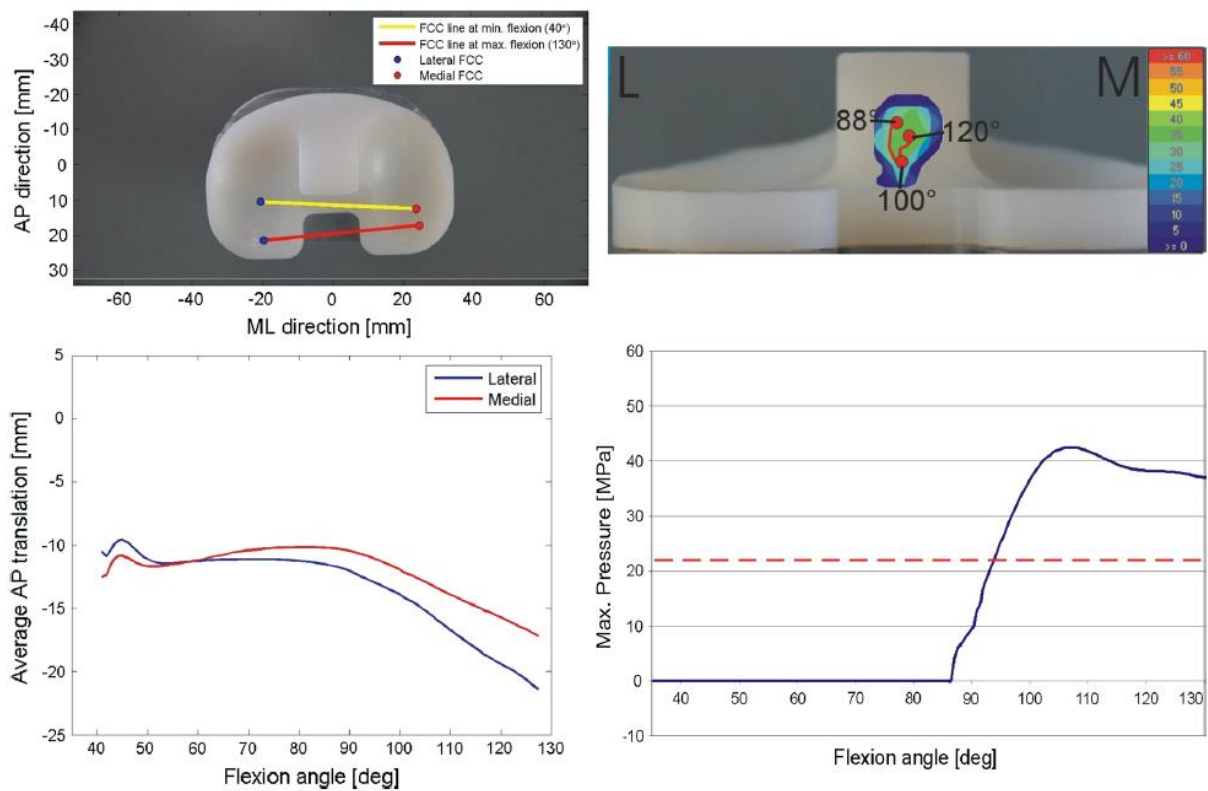 -40
-30
-20
-10
0
10
20
30
AP direction [mm]
FCC line at min. flexion (40°)
FCC line at max. flexion (130°)
Lateral FCC
Medial FCC
-60 -40 -20 0 20 40 60
ML direction [mm]
L
M
88°
120°
100°
>= 60
55
50
45
40
35
30
25
20
15
10
5
>= 0
5
0
-5
-10
-15
-20
-25
Average AP translation [mm]
Lateral
Medial
40 50 60 70 80 90 100 110 120 130
Flexion angle [deg]
60
50
40
30
20
10
0
-10
Max. Pressure [MPa]
40 50 60 70 80 90 100 110 120 130
Flexion angle [deg]